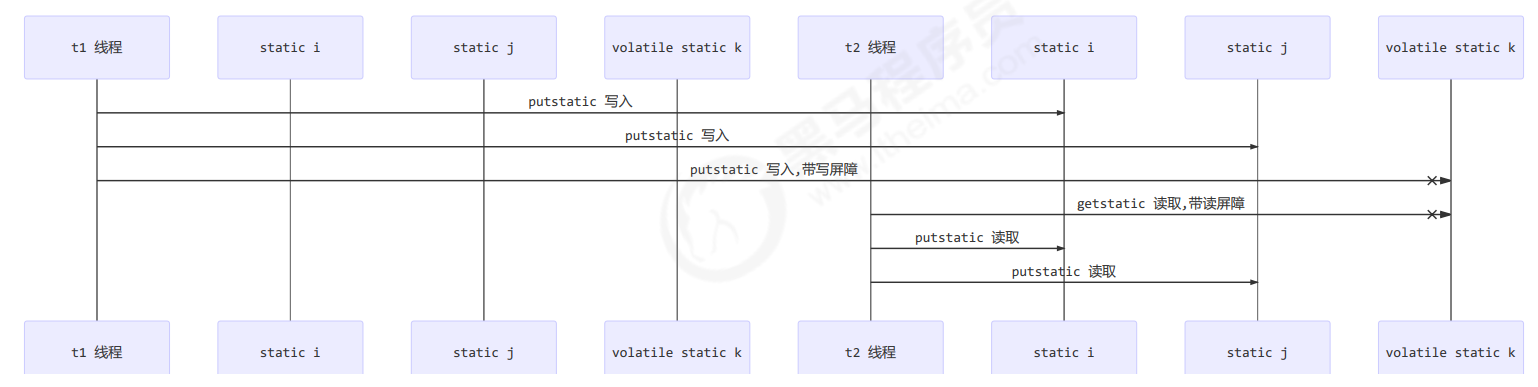 t1 线程
static i
static j
volatile static k
t2 线程
static i
static j
volatile static k
putstatic 写入
putstatic 写入
putstatic 写入,带写屏障
getstatic 读取,带读屏障
putstatic 读取
putstatic 读取
黑马程序员
www.itheima.com
t1 线程
static i
static j
volatile static k
t2 线程
static i
static j
volatile static k